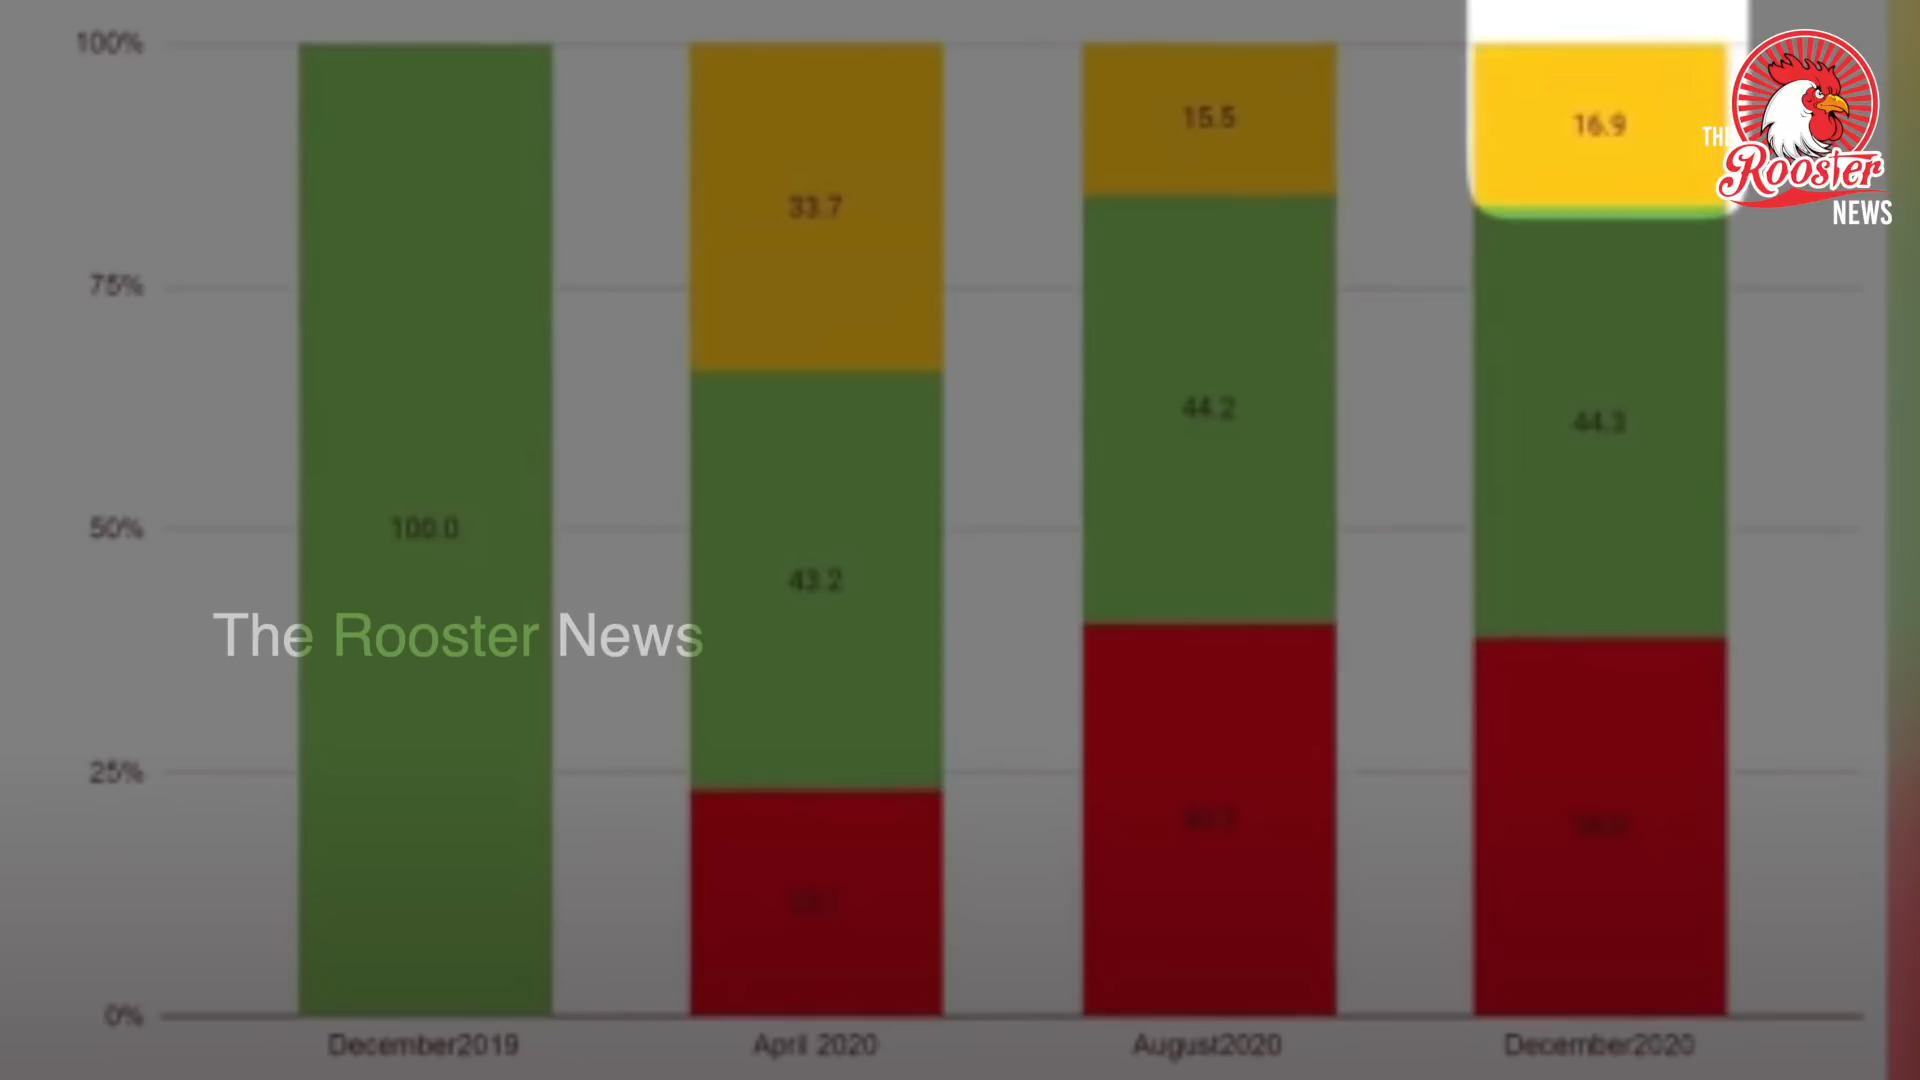 100%
75%
50%
25%
0%
100.0
33.7
43.2
15.5
44.2
16.9
44.3
December2019
April 2020
August2020
December2020
The Rooster News
THE
Rooster
NEWS